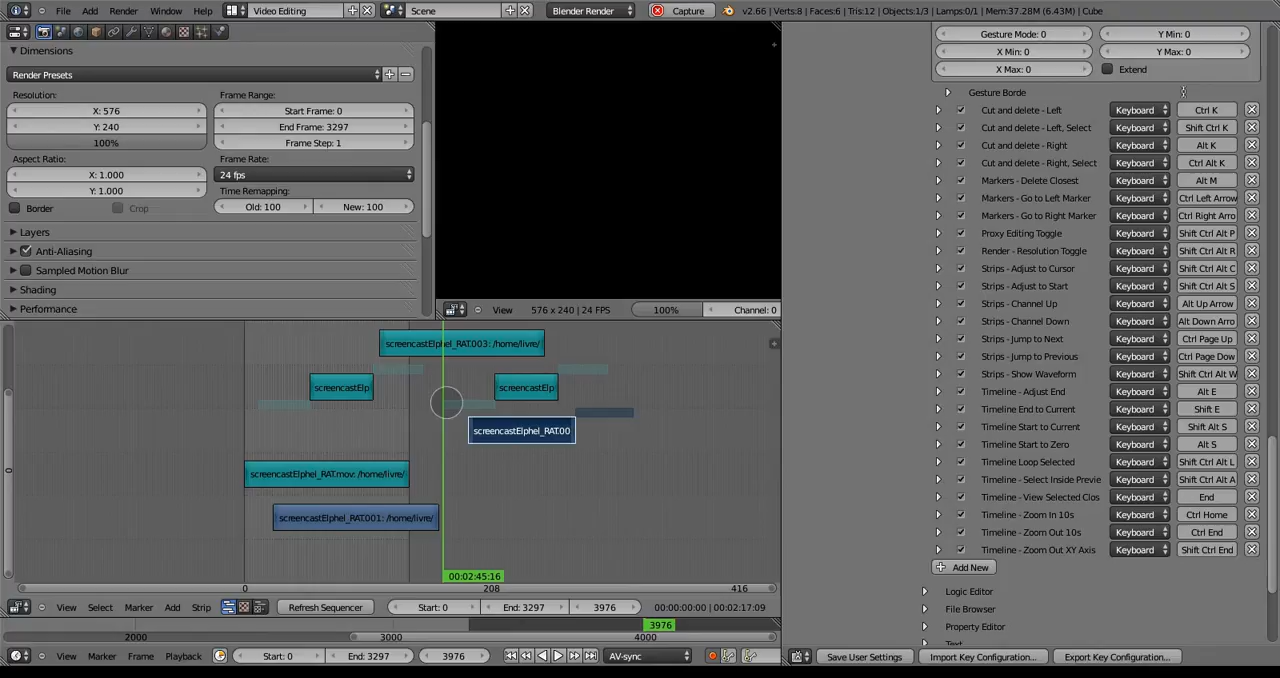 File Add Render Window Help Video Editing Scene Blender Render Capture v2.66 | Verts:8 | Faces:6 | Tris:12 | Objects:1/3 | Lamps:0/1 | Mem:37.28M (6.43M) | Cube
Dimensions
Render Presets
Resolution: Frame Range:
X: 576 Start Frame: 0
Y: 240 End Frame: 3297
100% Frame Step: 1
Aspect Ratio: Frame Rate:
X: 1.000 24 fps
Y: 1.000 Time Remapping:
Border Crop Old: 100 New: 100
Layers
Anti-Aliasing
Sampled Motion Blur
Shading
Performance
View 576 x 240 | 24 FPS 100% Channel: 0
screencastElphel_RAT.003: /home/livre/
screencastElp screencastElp
screencastElphel_RAT.00
screencastElphel_RAT.mov: /home/livre/
screencastElphel_RAT.001: /home/livre/
00:02:45:16
0 208 416
0
View Select Marker Add Strip Refresh Sequencer Start: 0 End: 3297 3976 00:00:00:00 | 00:02:17:09
3976
2000 3000 4000
View Marker Frame Playback Start: 0 End: 3297 3976 AV-sync
Gesture Mode: 0 Y Min: 0
X Min: 0 Y Max: 0
X Max: 0 Extend
Gesture Borde
Cut and delete - Left Keyboard Ctrl K
Cut and delete - Left, Select Keyboard Shift Ctrl K
Cut and delete - Right Keyboard Alt K
Cut and delete - Right, Select Keyboard Ctrl Alt K
Markers - Delete Closest Keyboard Alt M
Markers - Go to Left Marker Keyboard Ctrl Left Arrow
Markers - Go to Right Marker Keyboard Ctrl Right Arro
Proxy Editing Toggle Keyboard Shift Ctrl Alt P
Render - Resolution Toggle Keyboard Shift Ctrl Alt R
Strips - Adjust to Cursor Keyboard Shift Ctrl Alt C
Strips - Adjust to Start Keyboard Shift Ctrl Alt S
Strips - Channel Up Keyboard Alt Up Arrow
Strips - Channel Down Keyboard Alt Down Arro
Strips - Jump to Next Keyboard Ctrl Page Up
Strips - Jump to Previous Keyboard Ctrl Page Dow
Strips - Show Waveform Keyboard Shift Ctrl Alt W
Timeline - Adjust End Keyboard Alt E
Timeline End to Current Keyboard Shift E
Timeline Start to Current Keyboard Shift Alt S
Timeline Start to Zero Keyboard Alt S
Timeline Loop Selected Keyboard Shift Ctrl Alt L
Timeline - Select Inside Previe Keyboard Shift Ctrl Alt A
Timeline - View Selected Clos Keyboard End
Timeline - Zoom In 10s Keyboard Ctrl Home
Timeline - Zoom Out 10s Keyboard Ctrl End
Timeline - Zoom Out XY Axis Keyboard Shift Ctrl End
Add New
Logic Editor
File Browser
Property Editor
Text
Save User Settings Import Key Configuration... Export Key Configuration...